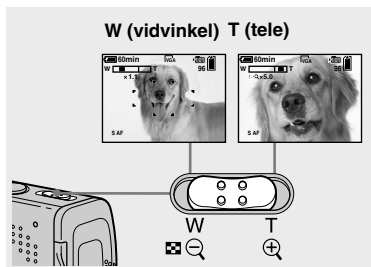 W (vidvinkel) T (tele)
60min VGA
W T 96
×1.1
S AF
60min VGA
W T 96
×5.0
S AF
W T